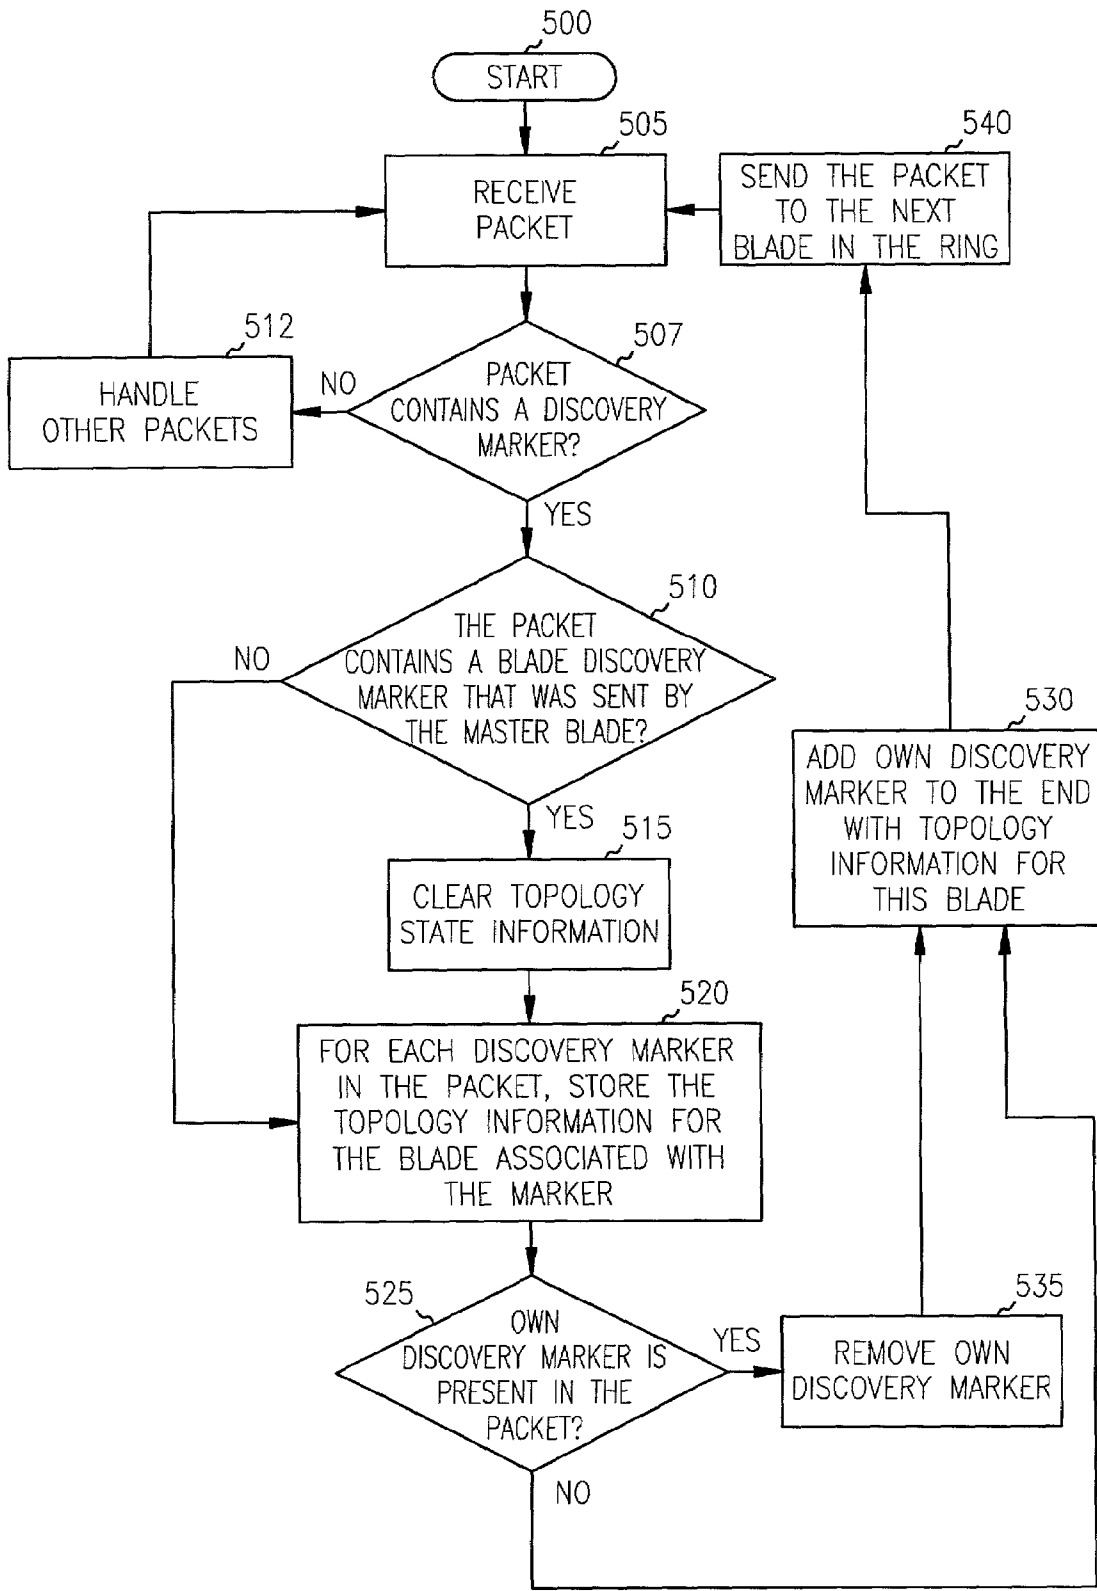 500
START
505
RECEIVE
PACKET
540
SEND THE PACKET
TO THE NEXT
BLADE IN THE RING
512
HANDLE
OTHER PACKETS
NO
507
PACKET
CONTAINS A DISCOVERY
MARKER?
YES
510
THE PACKET
CONTAINS A BLADE DISCOVERY
MARKER THAT WAS SENT BY
THE MASTER BLADE?
NO
YES
515
CLEAR TOPOLOGY
STATE INFORMATION
530
ADD OWN DISCOVERY
MARKER TO THE END
WITH TOPOLOGY
INFORMATION FOR
THIS BLADE
520
FOR EACH DISCOVERY MARKER
IN THE PACKET, STORE THE
TOPOLOGY INFORMATION FOR
THE BLADE ASSOCIATED WITH
THE MARKER
525
OWN
DISCOVERY MARKER IS
PRESENT IN THE
PACKET?
YES
535
REMOVE OWN
DISCOVERY MARKER
NO